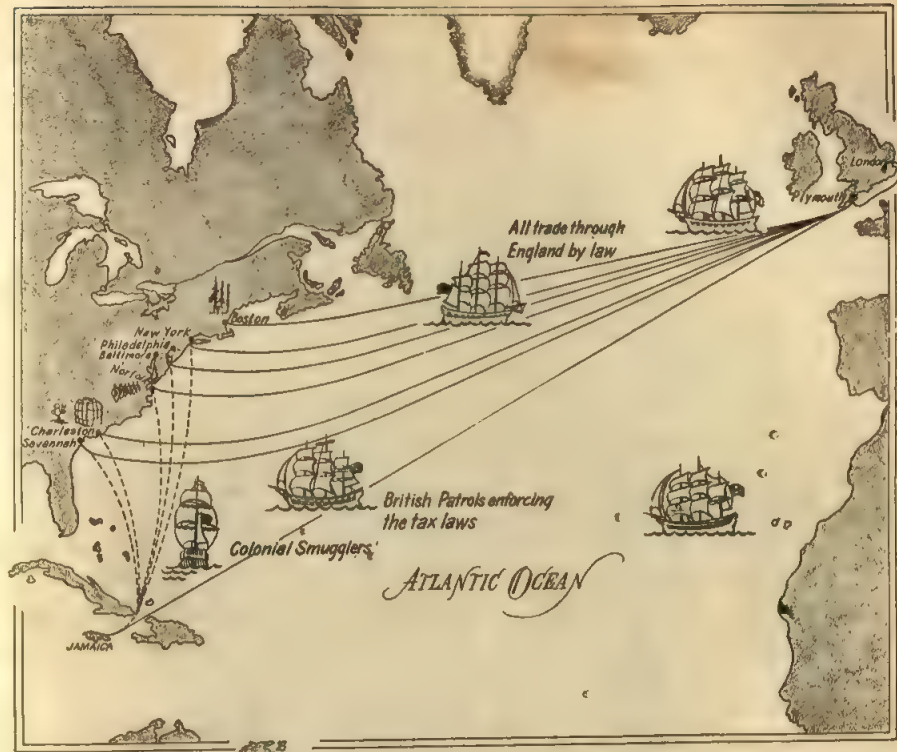 All trade through
England by law
London
Plymouth
Boston
New York
Philadelphia
Baltimore
Norfolk
Charleston
Savannah
British Patrols enforcing
the tax laws
"Colonial Smugglers"
ATLANTIC OCEAN
JAMAICA